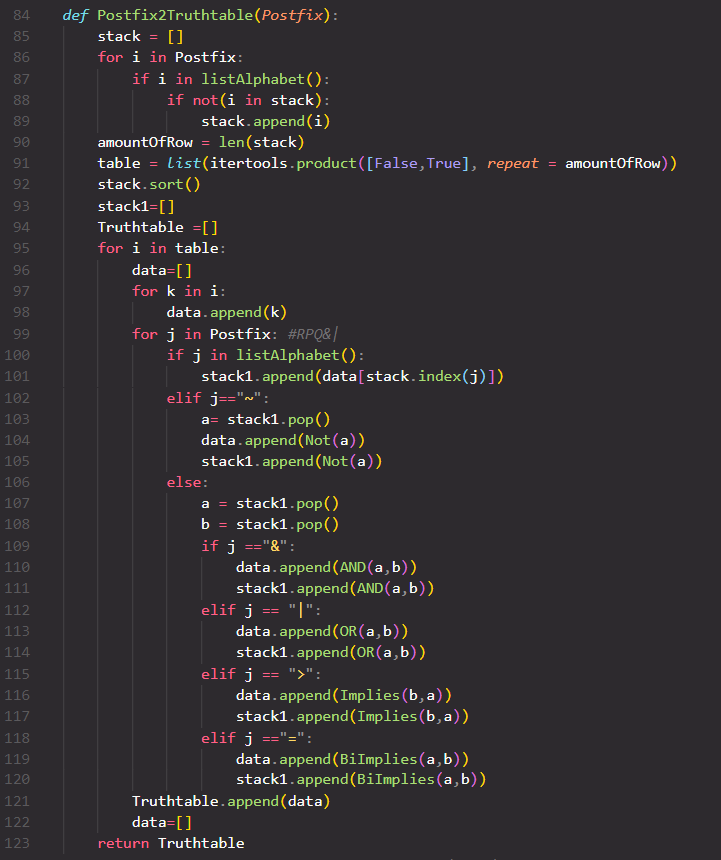 84 def Postfix2Truthtable(Postfix):
85     stack = []
86     for i in Postfix:
87         if i in listAlphabet():
88             if not(i in stack):
89                 stack.append(i)
90     amountOfRow = len(stack)
91     table = list(itertools.product([False,True], repeat = amountOfRow))
92     stack.sort()
93     stack1=[]
94     Truthtable =[]
95     for i in table:
96         data=[]
97         for k in i:
98             data.append(k)
99         for j in Postfix: #RPQ&|
100             if j in listAlphabet():
101                 stack1.append(data[stack.index(j)])
102             elif j=="~":
103                 a= stack1.pop()
104                 data.append(Not(a))
105                 stack1.append(Not(a))
106             else:
107                 a = stack1.pop()
108                 b = stack1.pop()
109                 if j =="&":
110                     data.append(AND(a,b))
111                     stack1.append(AND(a,b))
112                 elif j == "|":
113                     data.append(OR(a,b))
114                     stack1.append(OR(a,b))
115                 elif j == ">":
116                     data.append(Implies(b,a))
117                     stack1.append(Implies(b,a))
118                 elif j =="=":
119                     data.append(BiImplies(a,b))
120                     stack1.append(BiImplies(a,b))
121         Truthtable.append(data)
122         data=[]
123     return Truthtable